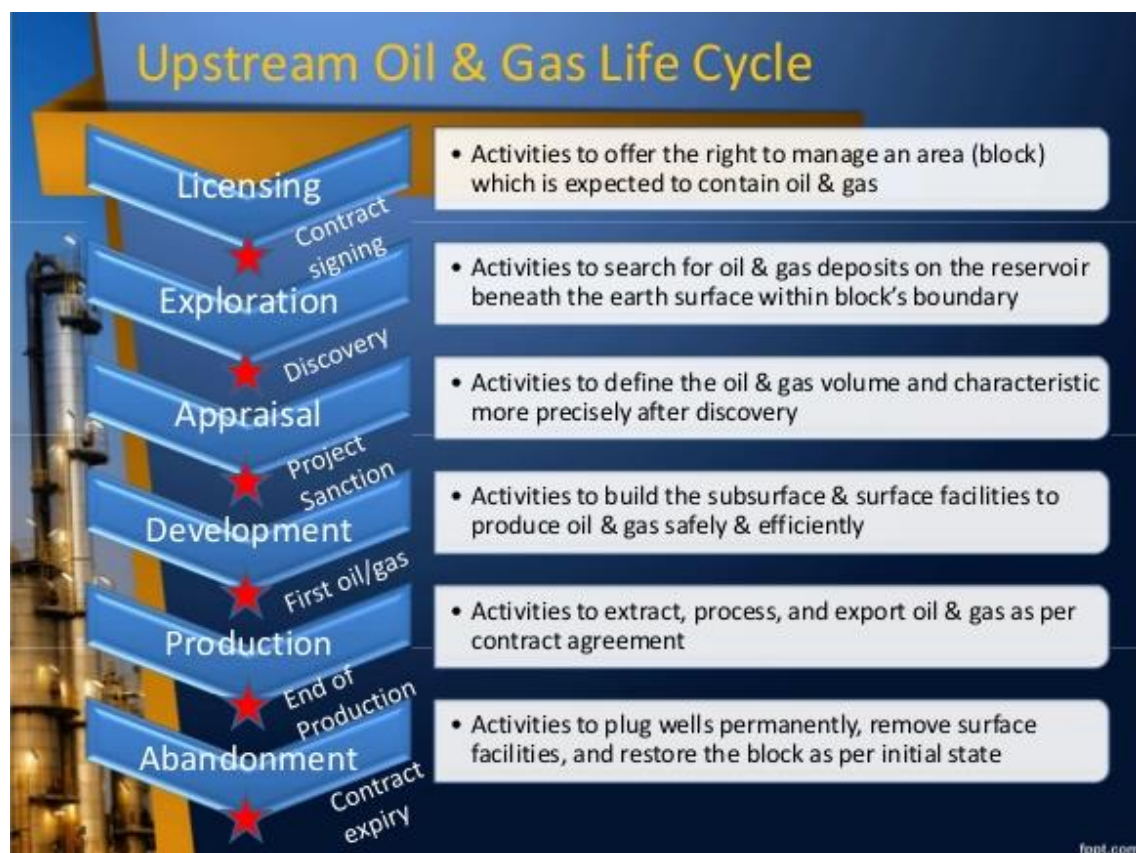 Upstream Oil & Gas Life Cycle
Licensing
• Activities to offer the right to manage an area (block)
which is expected to contain oil & gas
Contract
signing
Exploration
• Activities to search for oil & gas deposits on the reservoir
beneath the earth surface within block's boundary
Discovery
Appraisal
• Activities to define the oil & gas volume and characteristic
more precisely after discovery
Project
Sanction
Development
• Activities to build the subsurface & surface facilities to
produce oil & gas safely & efficiently
First oil/gas
Production
• Activities to extract, process, and export oil & gas as per
contract agreement
End of
Production
Abandonment
• Activities to plug wells permanently, remove surface
facilities, and restore the block as per initial state
Contract
expiry